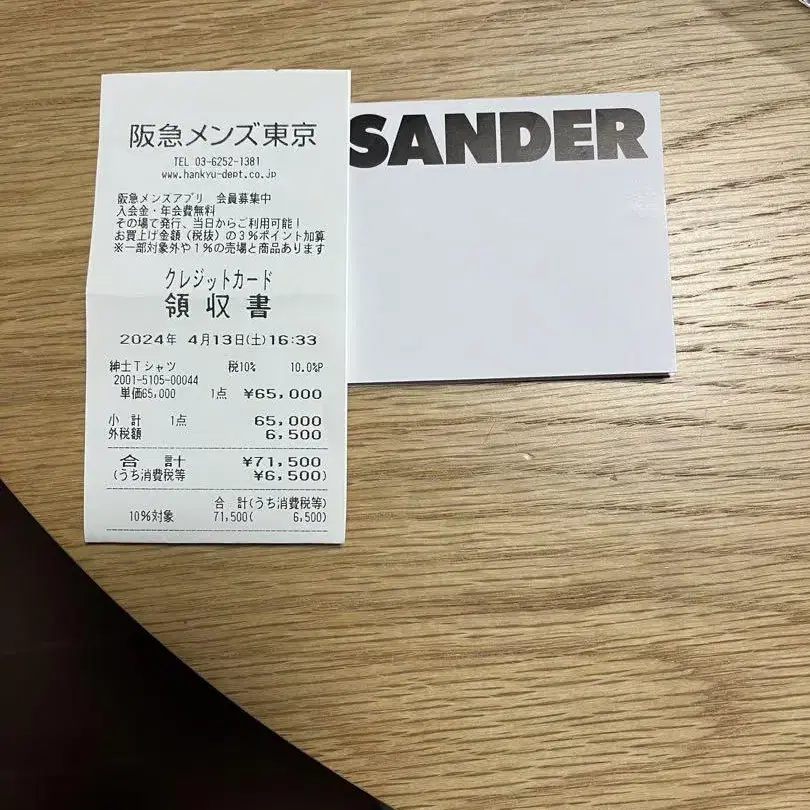 阪急メンズ東京
TEL 03-6252-1381
www.hankyu-dept.co.jp
阪急メンズアプリ 会員募集中
入会金・年会費無料
その場で発行、当日からご利用可能!
お買上げ金額(税抜)の3%ポイント加算
※一部対象外や1%の売場と商品あります
クレジットカード
領収書
2024年 4月13日(土)16:33
紳士Tシャツ 税10% 10.0%P
2001-5105-00044
単価65,000 1点 ¥65,000
小 計 1点 65,000
外税額 6,500
合 計 ¥71,500
(うち消費税等 ¥6,500)
合 計(うち消費税等)
10%対象 71,500( 6,500)
SANDER